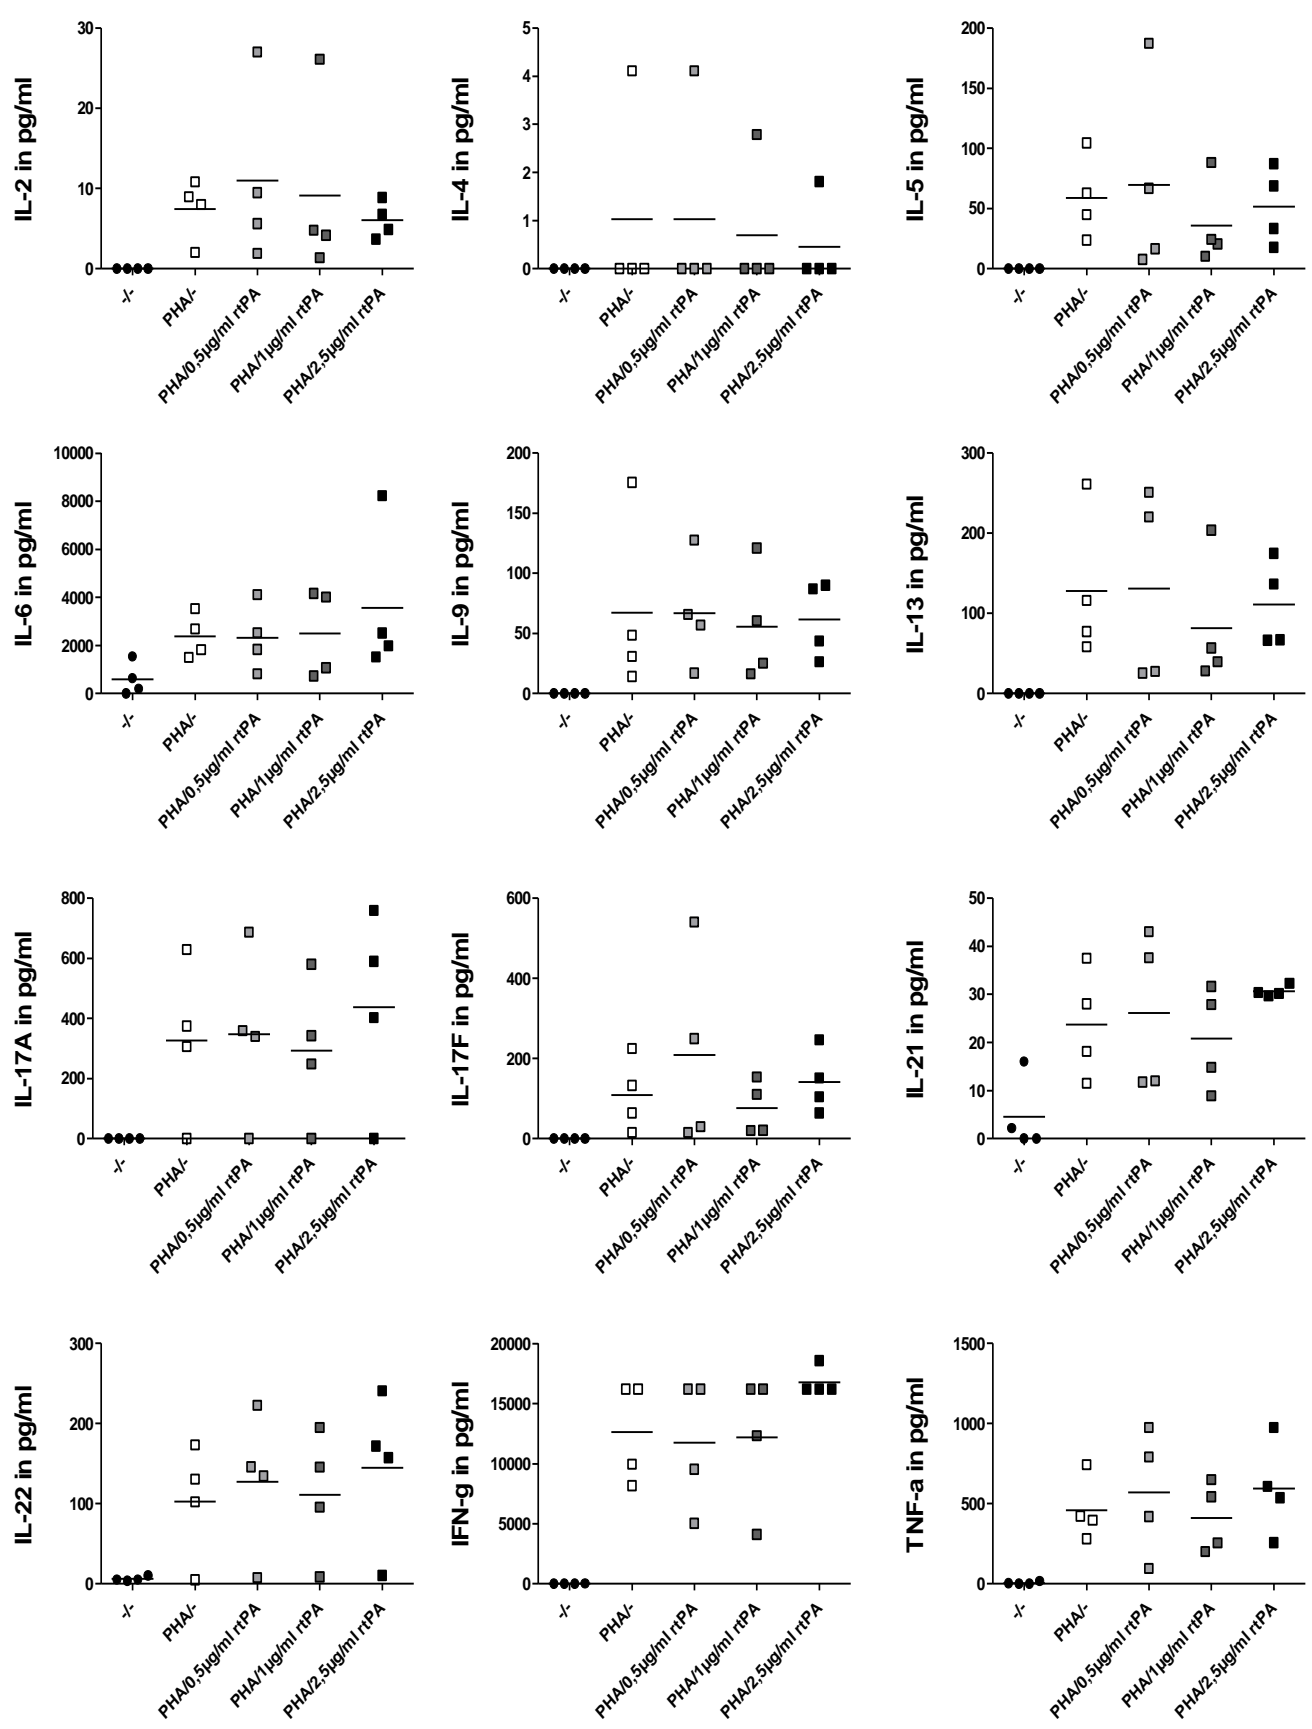 IL-2 in pg/ml
30
20
10
0
-/-
PHA/-
PHA/0,5µg/ml rtPA
PHA/1µg/ml rtPA
PHA/2,5µg/ml rtPA
IL-4 in pg/ml
5
4
3
2
1
0
-/-
PHA/-
PHA/0,5µg/ml rtPA
PHA/1µg/ml rtPA
PHA/2,5µg/ml rtPA
IL-5 in pg/ml
200
150
100
50
0
-/-
PHA/-
PHA/0,5µg/ml rtPA
PHA/1µg/ml rtPA
PHA/2,5µg/ml rtPA
IL-6 in pg/ml
10000
8000
6000
4000
2000
0
-/-
PHA/-
PHA/0,5µg/ml rtPA
PHA/1µg/ml rtPA
PHA/2,5µg/ml rtPA
IL-9 in pg/ml
200
150
100
50
0
-/-
PHA/-
PHA/0,5µg/ml rtPA
PHA/1µg/ml rtPA
PHA/2,5µg/ml rtPA
IL-13 in pg/ml
300
200
100
0
-/-
PHA/-
PHA/0,5µg/ml rtPA
PHA/1µg/ml rtPA
PHA/2,5µg/ml rtPA
IL-17A in pg/ml
800
600
400
200
0
-/-
PHA/-
PHA/0,5µg/ml rtPA
PHA/1µg/ml rtPA
PHA/2,5µg/ml rtPA
IL-17F in pg/ml
600
400
200
0
-/-
PHA/-
PHA/0,5µg/ml rtPA
PHA/1µg/ml rtPA
PHA/2,5µg/ml rtPA
IL-21 in pg/ml
50
40
30
20
10
0
-/-
PHA/-
PHA/0,5µg/ml rtPA
PHA/1µg/ml rtPA
PHA/2,5µg/ml rtPA
IL-22 in pg/ml
300
200
100
0
-/-
PHA/-
PHA/0,5µg/ml rtPA
PHA/1µg/ml rtPA
PHA/2,5µg/ml rtPA
IFN-g in pg/ml
20000
15000
10000
5000
0
-/-
PHA/-
PHA/0,5µg/ml rtPA
PHA/1µg/ml rtPA
PHA/2,5µg/ml rtPA
TNF-a in pg/ml
1500
1000
500
0
-/-
PHA/-
PHA/0,5µg/ml rtPA
PHA/1µg/ml rtPA
PHA/2,5µg/ml rtPA